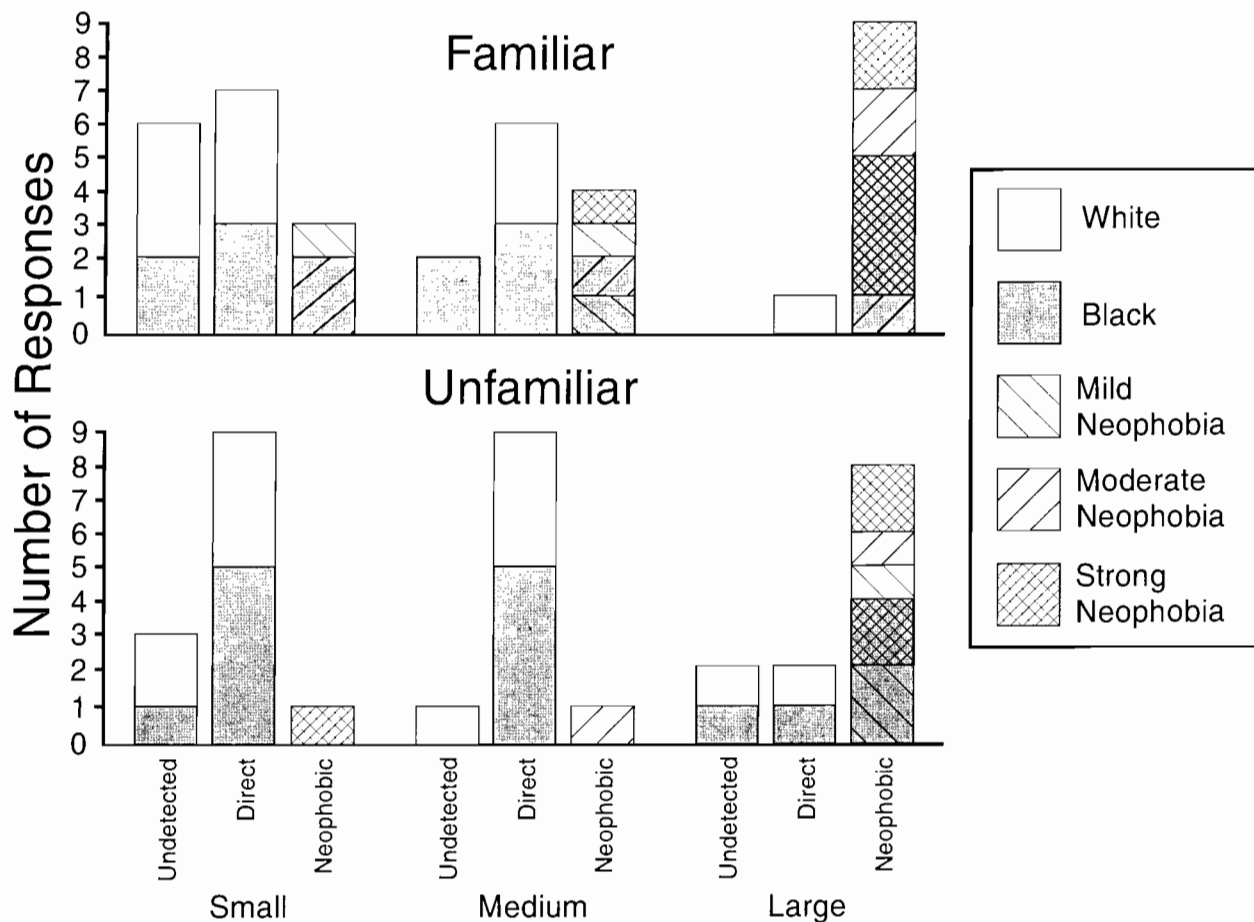 Familiar
Number of Responses
9
8
7
6
5
4
3
2
1
0
Unfamiliar
9
8
7
6
5
4
3
2
1
0
Undetected
Direct
Neophobic
Undetected
Direct
Neophobic
Undetected
Direct
Neophobic
Small
Medium
Large
White
Black
Mild
Neophobia
Moderate
Neophobia
Strong
Neophobia